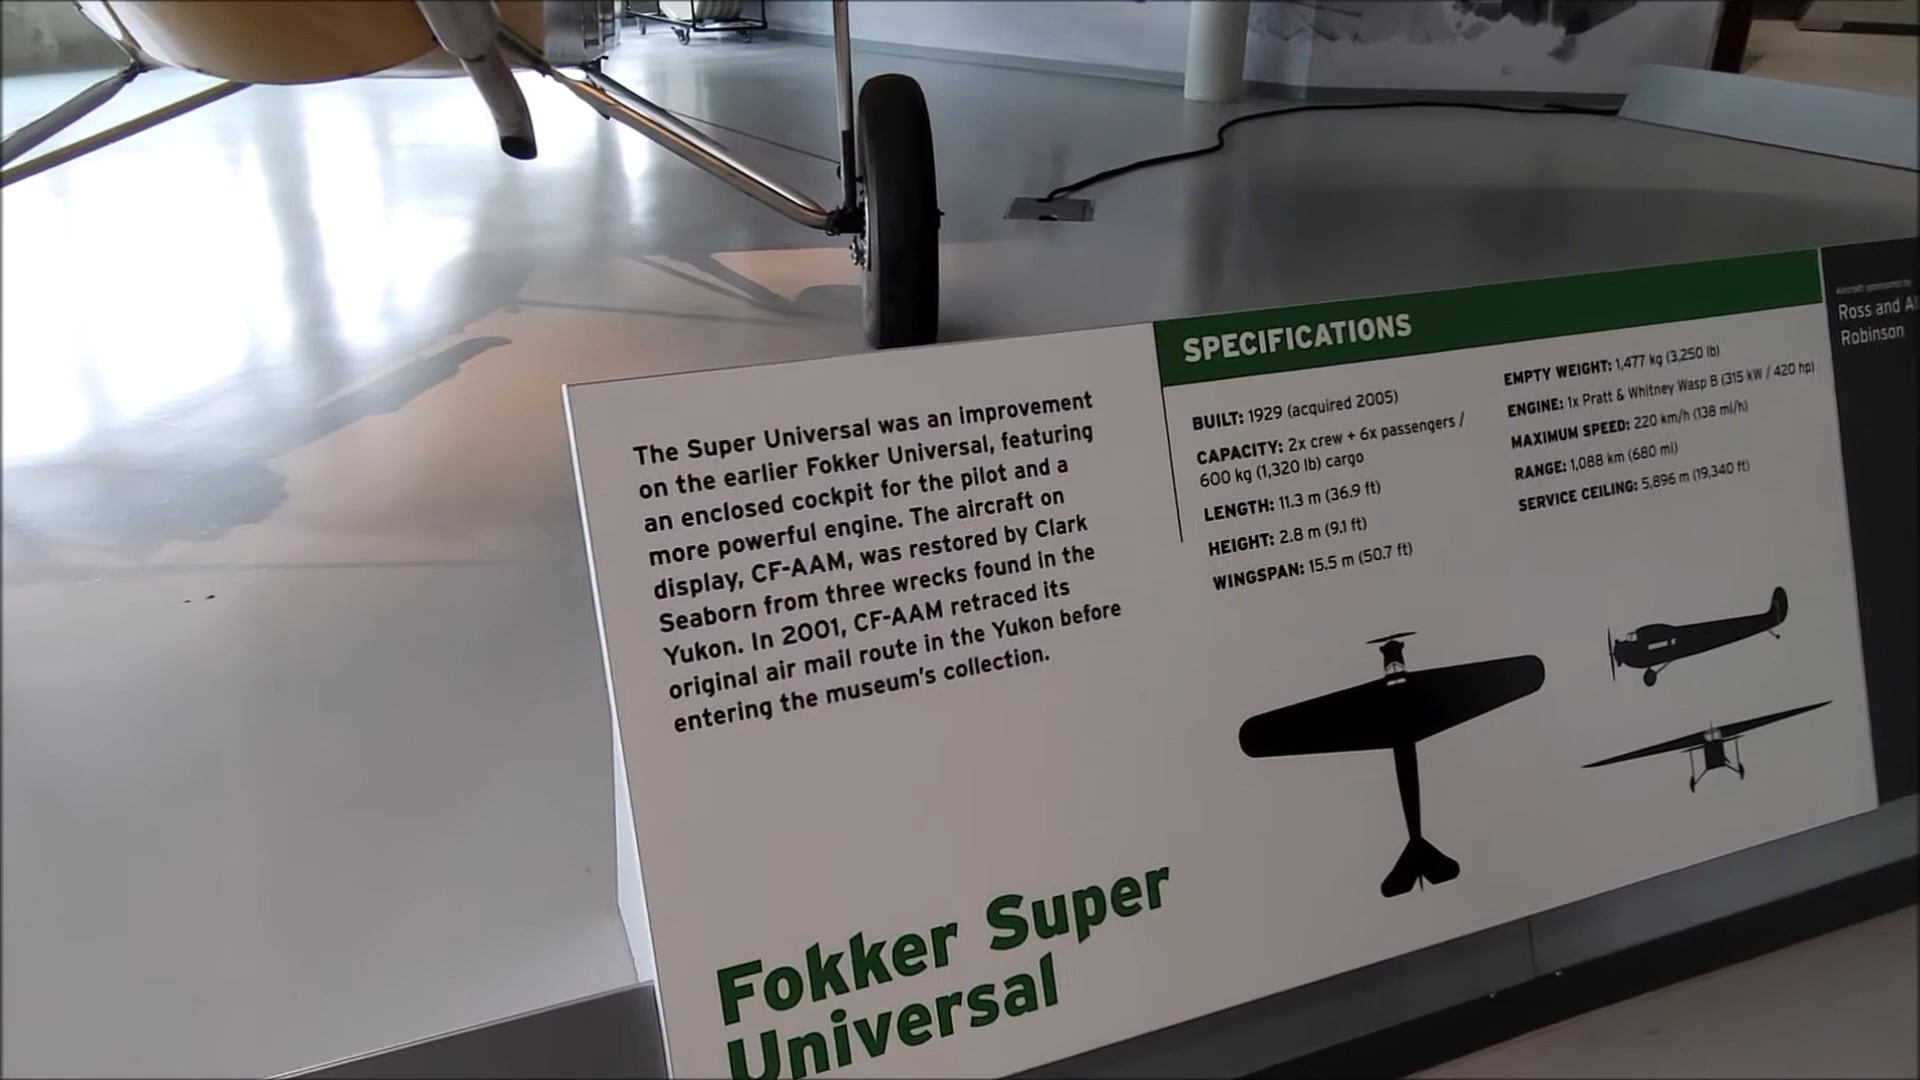 The Super Universal was an improvement
on the earlier Fokker Universal, featuring
an enclosed cockpit for the pilot and a
more powerful engine. The aircraft on
display, CF-AAM, was restored by Clark
Seaborn from three wrecks found in the
Yukon. In 2001, CF-AAM retraced its
original air mail route in the Yukon before
entering the museum's collection.
Fokker Super
Universal
SPECIFICATIONS
BUILT: 1929 (acquired 2005)
CAPACITY: 2x crew + 6x passengers /
600 kg (1,320 lb) cargo
LENGTH: 11.3 m (36.9 ft)
HEIGHT: 2.8 m (9.1 ft)
WINGSPAN: 15.5 m (50.7 ft)
EMPTY WEIGHT: 1,477 kg (3,250 lb)
ENGINE: 1x Pratt & Whitney Wasp B (315 kW / 420 hp)
MAXIMUM SPEED: 220 km/h (138 mi/h)
RANGE: 1,088 km (680 mi)
SERVICE CEILING: 5,896 m (19,340 ft)
Aircraft sponsored by
Ross and
Robinson